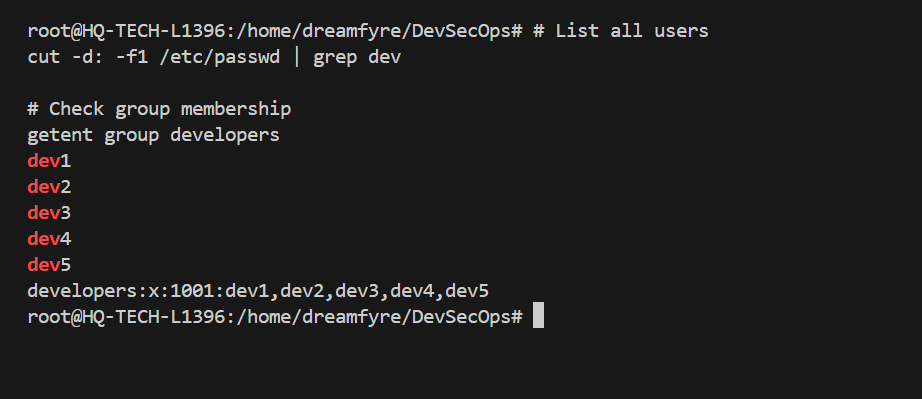 root@HQ-TECH-L1396:/home/dreamfyre/DevSecOps# # List all users
cut -d: -f1 /etc/passwd | grep dev
# Check group membership
getent group developers
dev1
dev2
dev3
dev4
dev5
developers:x:1001:dev1,dev2,dev3,dev4,dev5
root@HQ-TECH-L1396:/home/dreamfyre/DevSecOps#